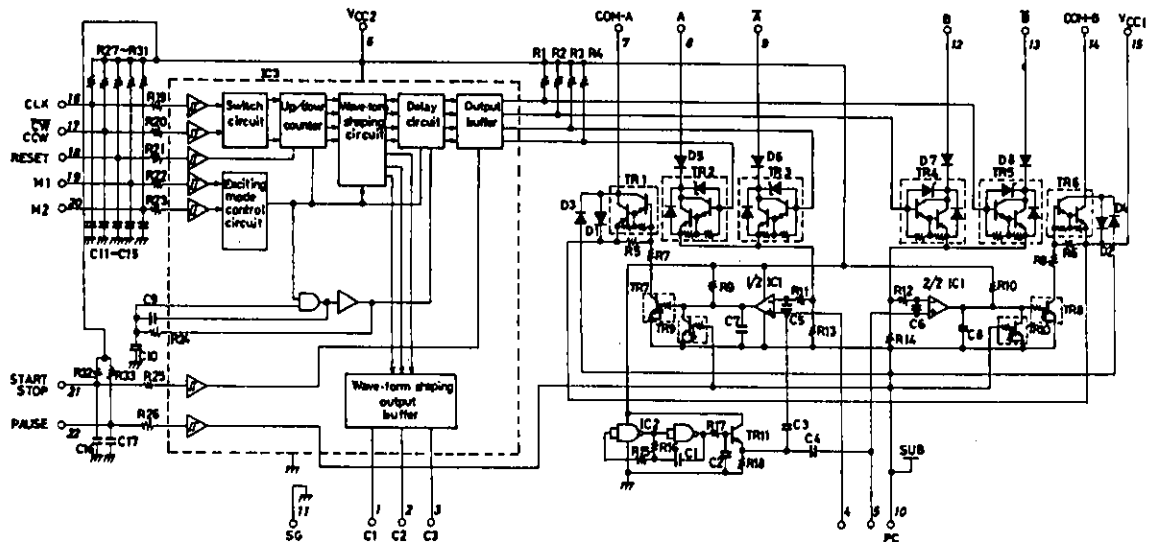 VCC2
6
COM-A
7
A
8
A
9
B
12
B
13
COM-B
14
VCC1
15
R27~R31
IC3
R1 R2 R3 R4
CLK 16 R19
CW
CCW 17 R20
RESET 18 R21
M1 19 R22
M2 20 R23
Switch circuit
Up/down counter
Wave-form shaping circuit
Delay circuit
Output buffer
Exciting mode control circuit
C11-C15
D5 D6 D7 D8
TR1 TR2 TR3 TR4 TR5 TR6
D3 D1 D2 D4
R5 R7 R8 R6
R9 1/2 IC1 R11 R12 2/2 IC1 R10
TR7 C7 C5 R13 C6 R14 C8 TR8
TR9 TR10
C9
R24
C10
R32 R33 R25
START
STOP 21
PAUSE 22
R26
C16 C17
Wave-form shaping output buffer
IC2 R17 TR11
R15 R16 C1 C2 R18
C3 C4
SUB
11
SG
1 2 3
C1 C2 C3
4 5 10
PC